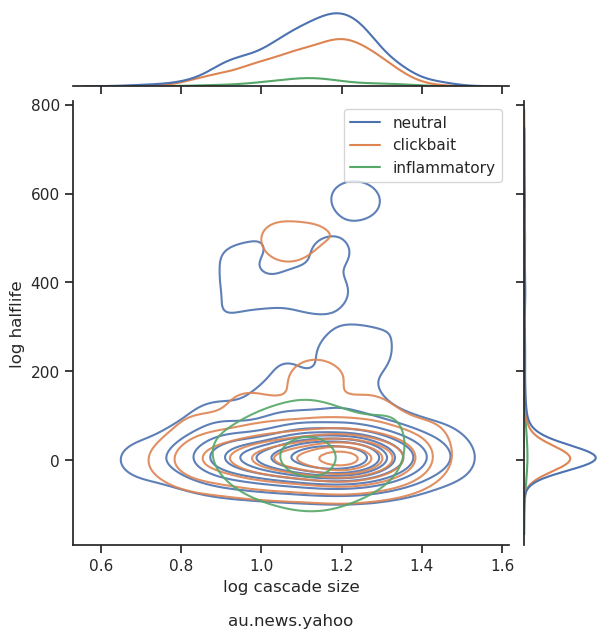 neutral
clickbait
inflammatory
800
600
400
200
0
log halflife
0.6 0.8 1.0 1.2 1.4 1.6
log cascade size
au.news.yahoo